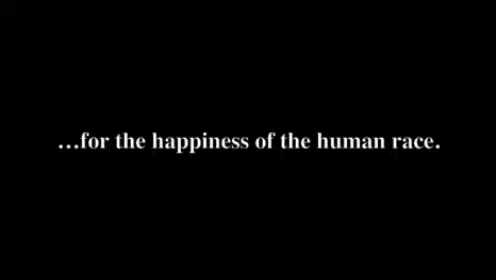 …for the happiness of the human race.